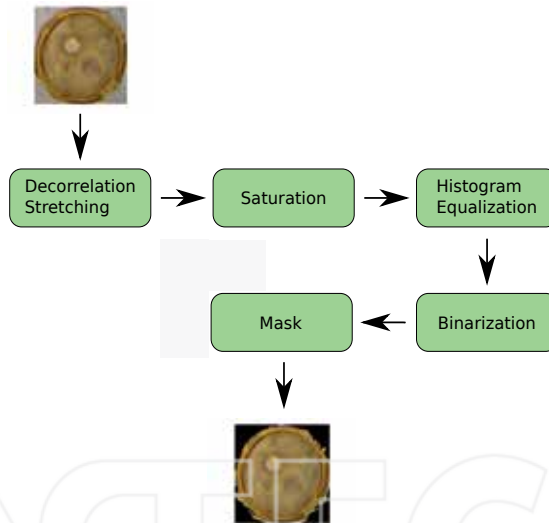 Decorrelation
Stretching
Saturation
Histogram
Equalization
Binarization
Mask